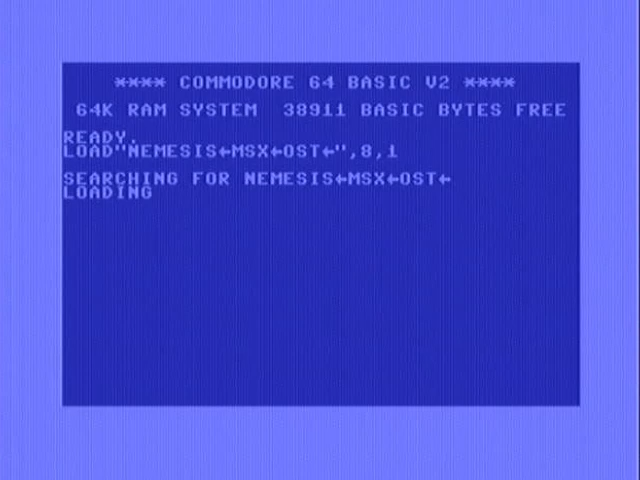 **** COMMODORE 64 BASIC V2 ****
64K RAM SYSTEM  38911 BASIC BYTES FREE
READY.
LOAD"NEMESIS←MSX←OST←",8,1
SEARCHING FOR NEMESIS←MSX←OST←
LOADING